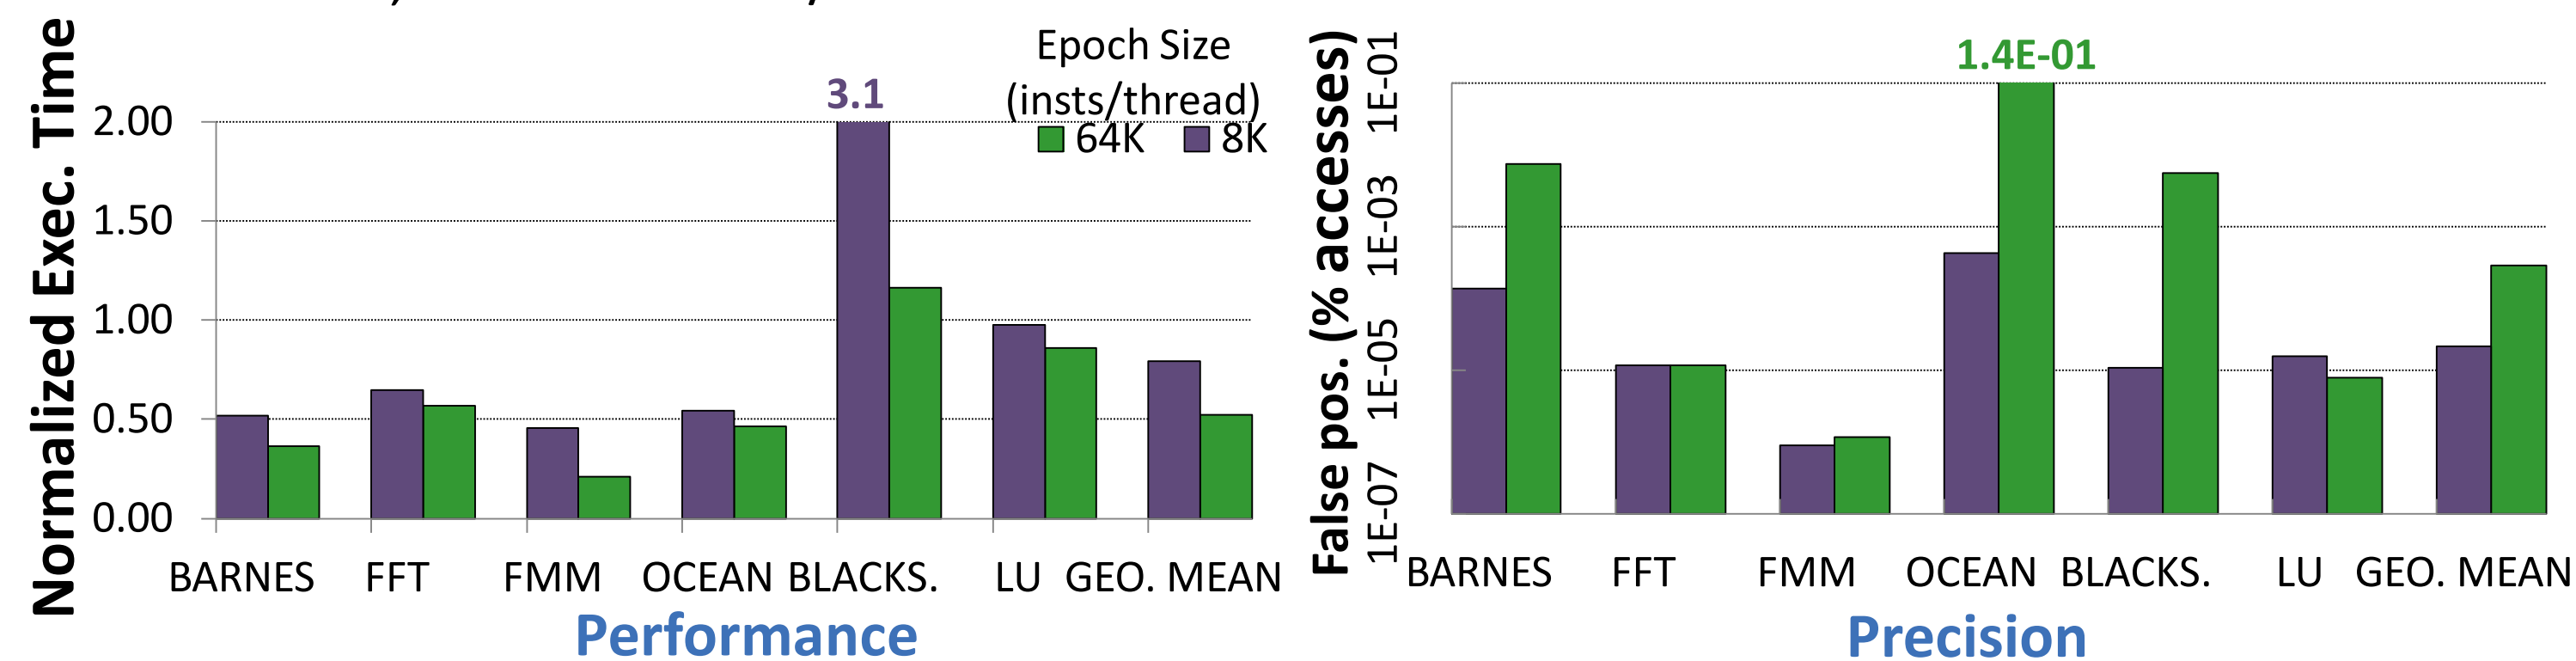 Normalized Exec. Time
2.00
1.50
1.00
0.50
0.00
3.1
Epoch Size
(insts/thread)
64K 8K
BARNES FFT FMM OCEAN BLACKS. LU GEO. MEAN
Performance
False pos. (% accesses)
1E-01
1E-03
1E-05
1E-07
1.4E-01
BARNES FFT FMM OCEAN BLACKS. LU GEO. MEAN
Precision